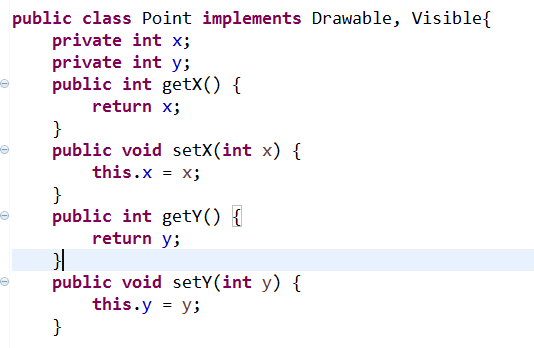 public class Point implements Drawable, Visible{
    private int x;
    private int y;
    public int getX() {
        return x;
    }
    public void setX(int x) {
        this.x = x;
    }
    public int getY() {
        return y;
    }
    public void setY(int y) {
        this.y = y;
    }